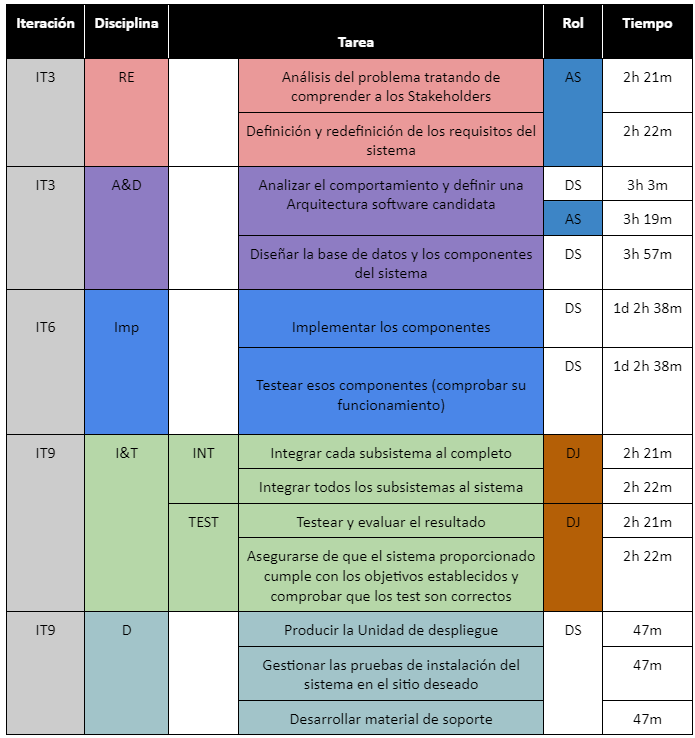 Iteración Disciplina Tarea Rol Tiempo
IT3 RE Análisis del problema tratando de AS 2h 21m
comprender a los Stakeholders
Definición y redefinición de los requisitos del 2h 22m
sistema
IT3 A&D Analizar el comportamiento y definir una DS 3h 3m
Arquitectura software candidata
AS 3h 19m
Diseñar la base de datos y los componentes DS 3h 57m
del sistema
DS 1d 2h 38m
IT6 Imp Implementar los componentes
DS 1d 2h 38m
Testear esos componentes (comprobar su
funcionamiento)
IT9 I&T INT Integrar cada subsistema al completo DJ 2h 21m
Integrar todos los subsistemas al sistema 2h 22m
TEST Testear y evaluar el resultado DJ 2h 21m
Asegurarse de que el sistema proporcionado 2h 22m
cumple con los objetivos establecidos y
comprobar que los test son correctos
IT9 D Producir la Unidad de despliegue DS 47m
Gestionar las pruebas de instalación del 47m
sistema en el sitio deseado
Desarrollar material de soporte 47m